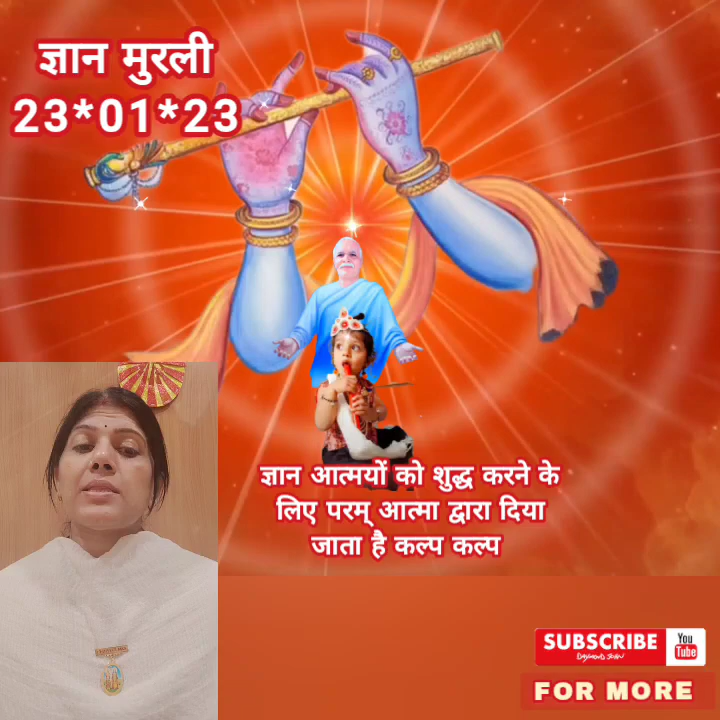 ज्ञान मुरली
23*01*23
ज्ञान आत्मयों को शुद्ध करने के
लिए परम् आत्मा द्वारा दिया
जाता है कल्प कल्प
SUBSCRIBE
You
Tube
FOR MORE